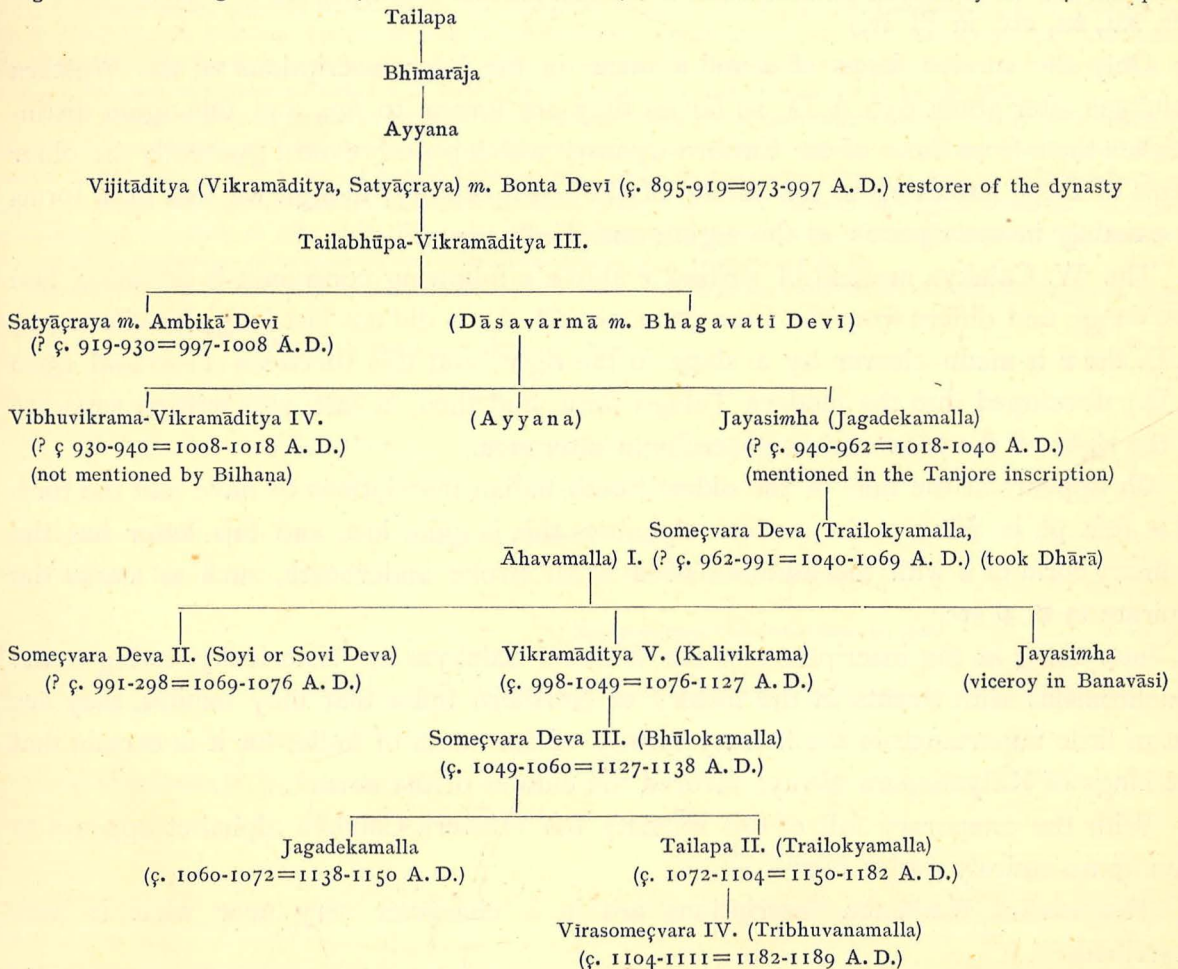 Tailapa
Bhīmarāja
Ayyana
Vijitāditya (Vikramāditya, Satyāçraya) m. Bonta Devī (ç. 895-919=973-997 A. D.) restorer of the dynasty
Tailabhūpa-Vikramāditya III.
Satyāçraya m. Ambikā Devī (Dāsavarmā m. Bhagavati Devī)
(? ç. 919-930=997-1008 A. D.)
Vibhuvikrama-Vikramāditya IV. (Ayyana) Jayasimha (Jagadekamalla)
(? ç 930-940=1008-1018 A. D.) (? ç. 940-962=1018-1040 A. D.)
(not mentioned by Bilhaṇa) (mentioned in the Tanjore inscription)
Someçvara Deva (Trailokyamalla,
Āhavamalla) I. (? ç. 962-991=1040-1069 A. D.) (took Dhārā)
Someçvara Deva II. (Soyi or Sovi Deva) Vikramāditya V. (Kalivikrama) Jayasimha
(? ç. 991-298=1069-1076 A. D.) (ç. 998-1049=1076-1127 A. D.) (viceroy in Banavāsi)
Someçvara Deva III. (Bhūlokamalla)
(ç. 1049-1060=1127-1138 A. D.)
Jagadekamalla Tailapa II. (Trailokyamalla)
(ç. 1060-1072=1138-1150 A. D.) (ç. 1072-1104=1150-1182 A. D.)
Vīrasomeçvara IV. (Tribhuvanamalla)
(ç. 1104-1111=1182-1189 A. D.)